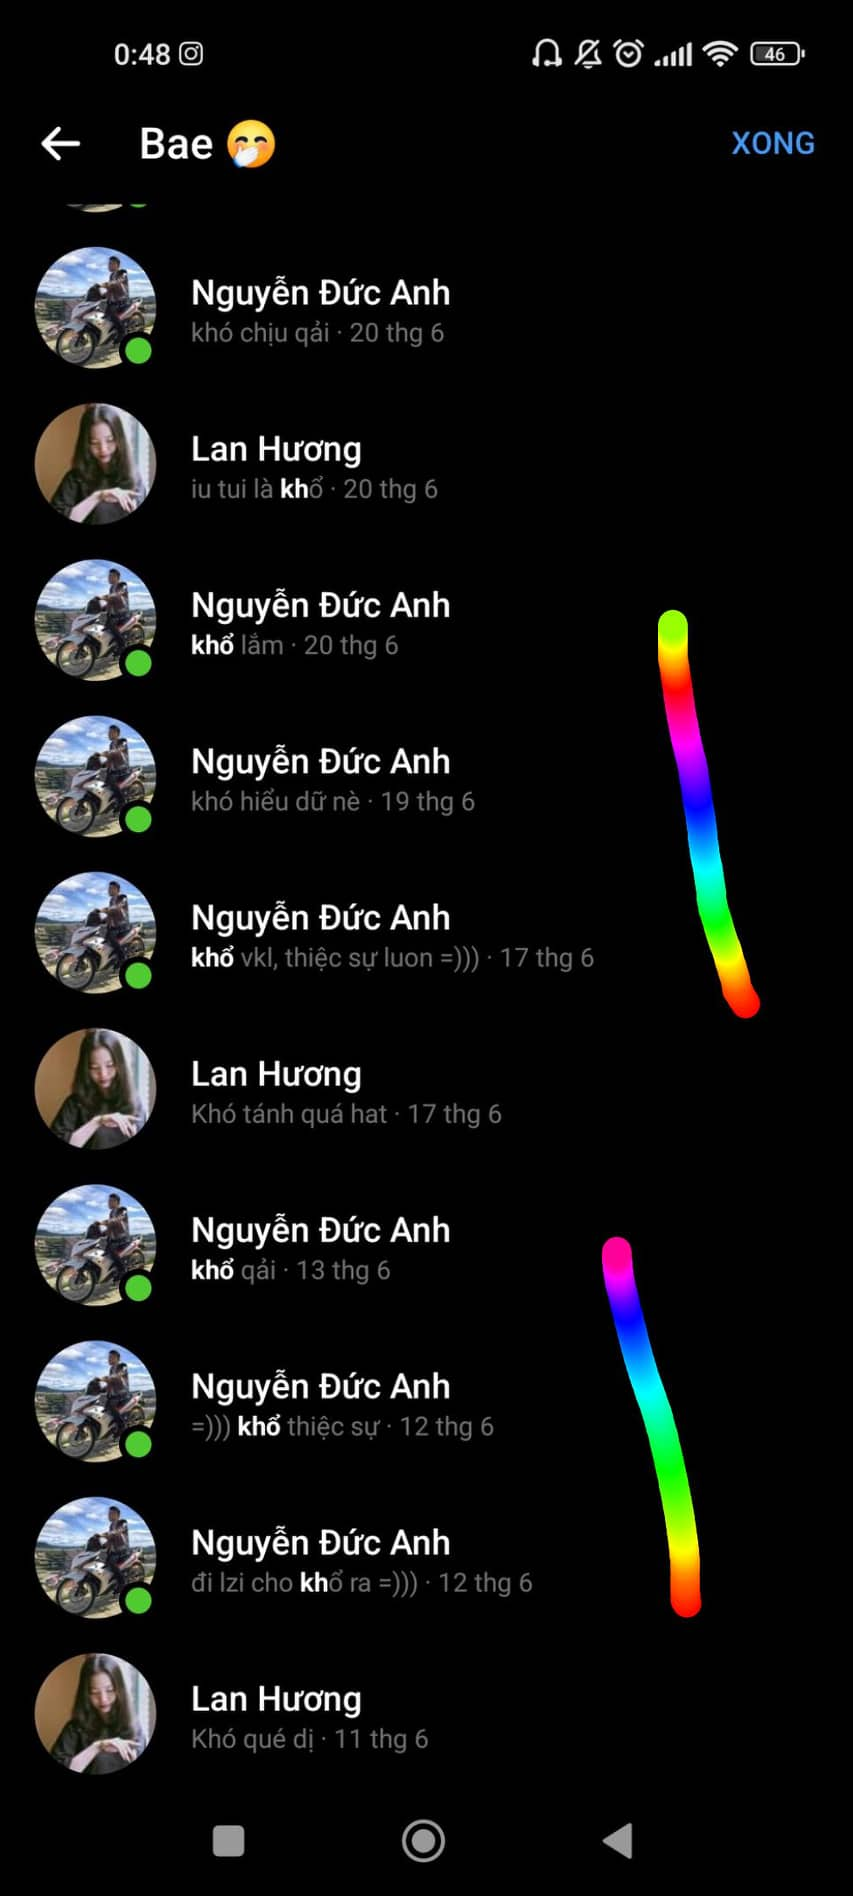 0:48
46
Bae 🤭
XONG
Nguyễn Đức Anh
khó chịu qải · 20 thg 6
Lan Hương
iu tui là khổ · 20 thg 6
Nguyễn Đức Anh
khổ lắm · 20 thg 6
Nguyễn Đức Anh
khó hiểu dữ nè · 19 thg 6
Nguyễn Đức Anh
khổ vkl, thiệc sự luon =))) · 17 thg 6
Lan Hương
Khó tánh quá hat · 17 thg 6
Nguyễn Đức Anh
khổ qải · 13 thg 6
Nguyễn Đức Anh
=))) khổ thiệc sự · 12 thg 6
Nguyễn Đức Anh
đi lzi cho khổ ra =))) · 12 thg 6
Lan Hương
Khó qué dị · 11 thg 6